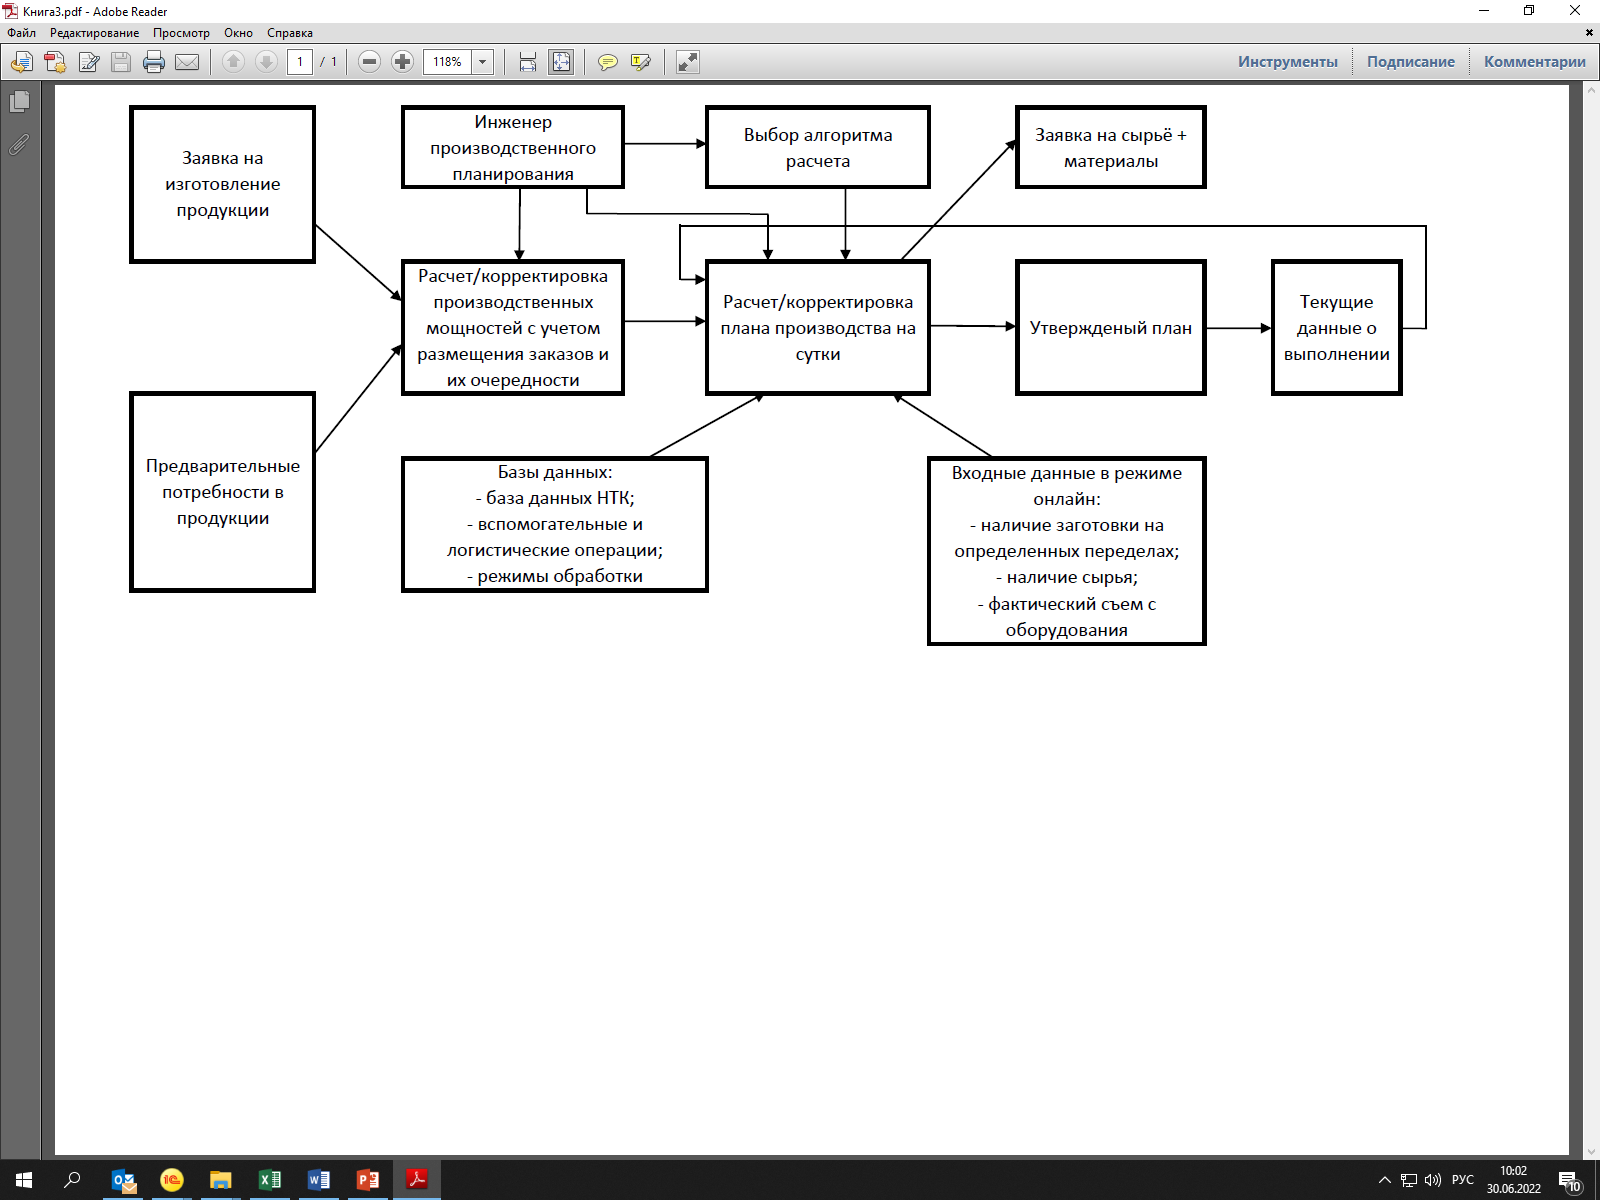 Книга3.pdf - Adobe Reader
Файл Редактирование Просмотр Окно Справка
1 / 1 118% Инструменты Подписание Комментарии
Заявка на
изготовление
продукции
Инженер
производственного
планирования
Выбор алгоритма
расчета
Заявка на сырьё +
материалы
Расчет/корректировка
производственных
мощностей с учетом
размещения заказов и
их очередности
Расчет/корректировка
плана производства на
сутки
Утвержденый план
Текущие
данные о
выполнении
Предварительные
потребности в
продукции
Базы данных:
- база данных НТК;
- вспомогательные и
логистические операции;
- режимы обработки
Входные данные в режиме
онлайн:
- наличие заготовки на
определенных переделах;
- наличие сырья;
- фактический съем с
оборудования
РУС
10:02
30.06.2022
10